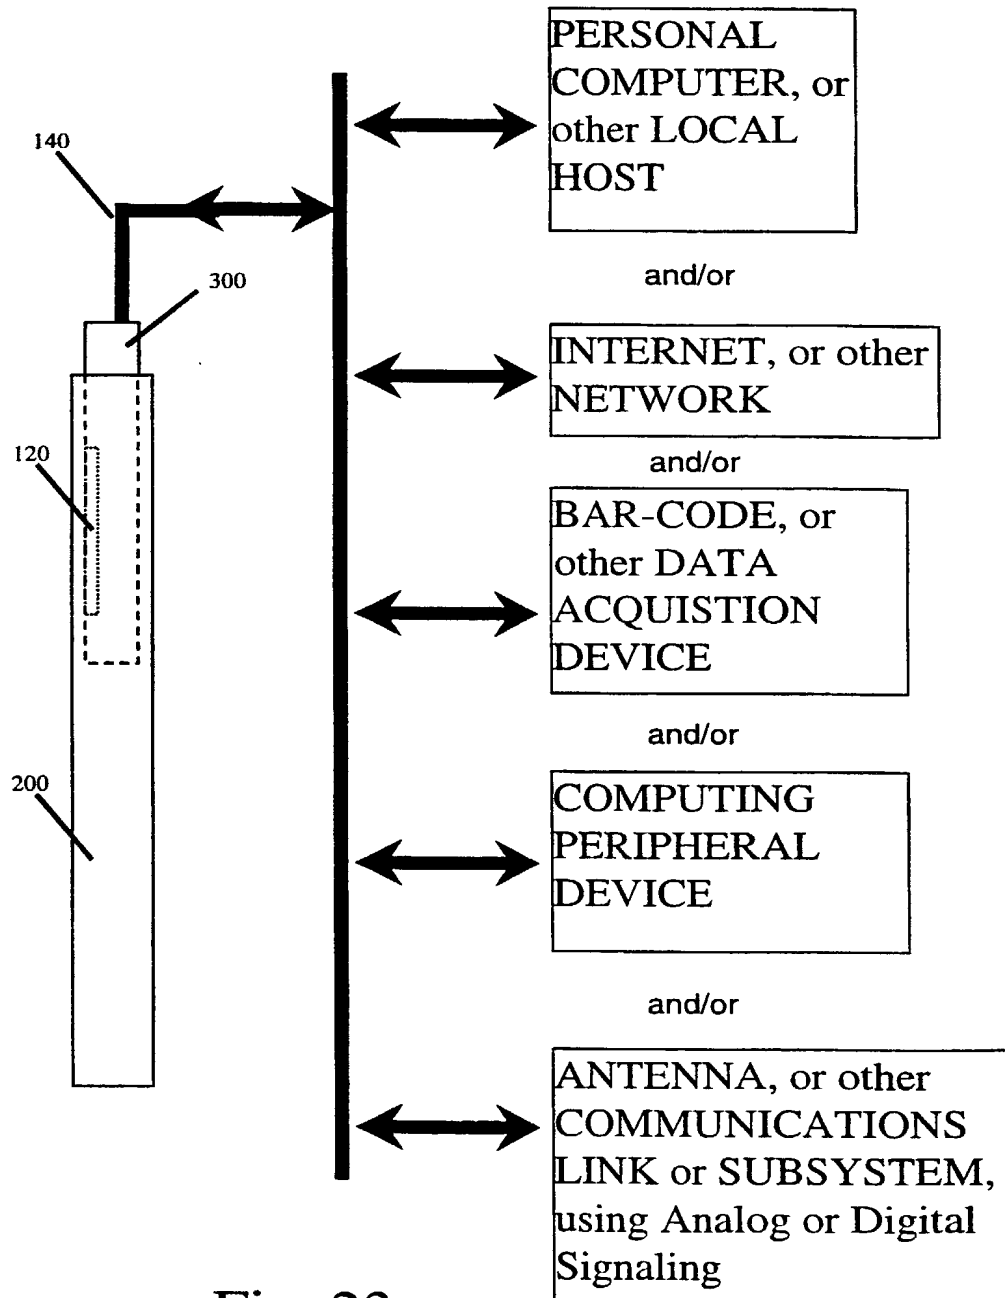 PERSONAL
COMPUTER, or
other LOCAL
HOST
140
and/or
300
INTERNET, or other
NETWORK
120
and/or
BAR-CODE, or
other DATA
ACQUISTION
DEVICE
and/or
200
COMPUTING
PERIPHERAL
DEVICE
and/or
ANTENNA, or other
COMMUNICATIONS
LINK or SUBSYSTEM,
using Analog or Digital
Signaling